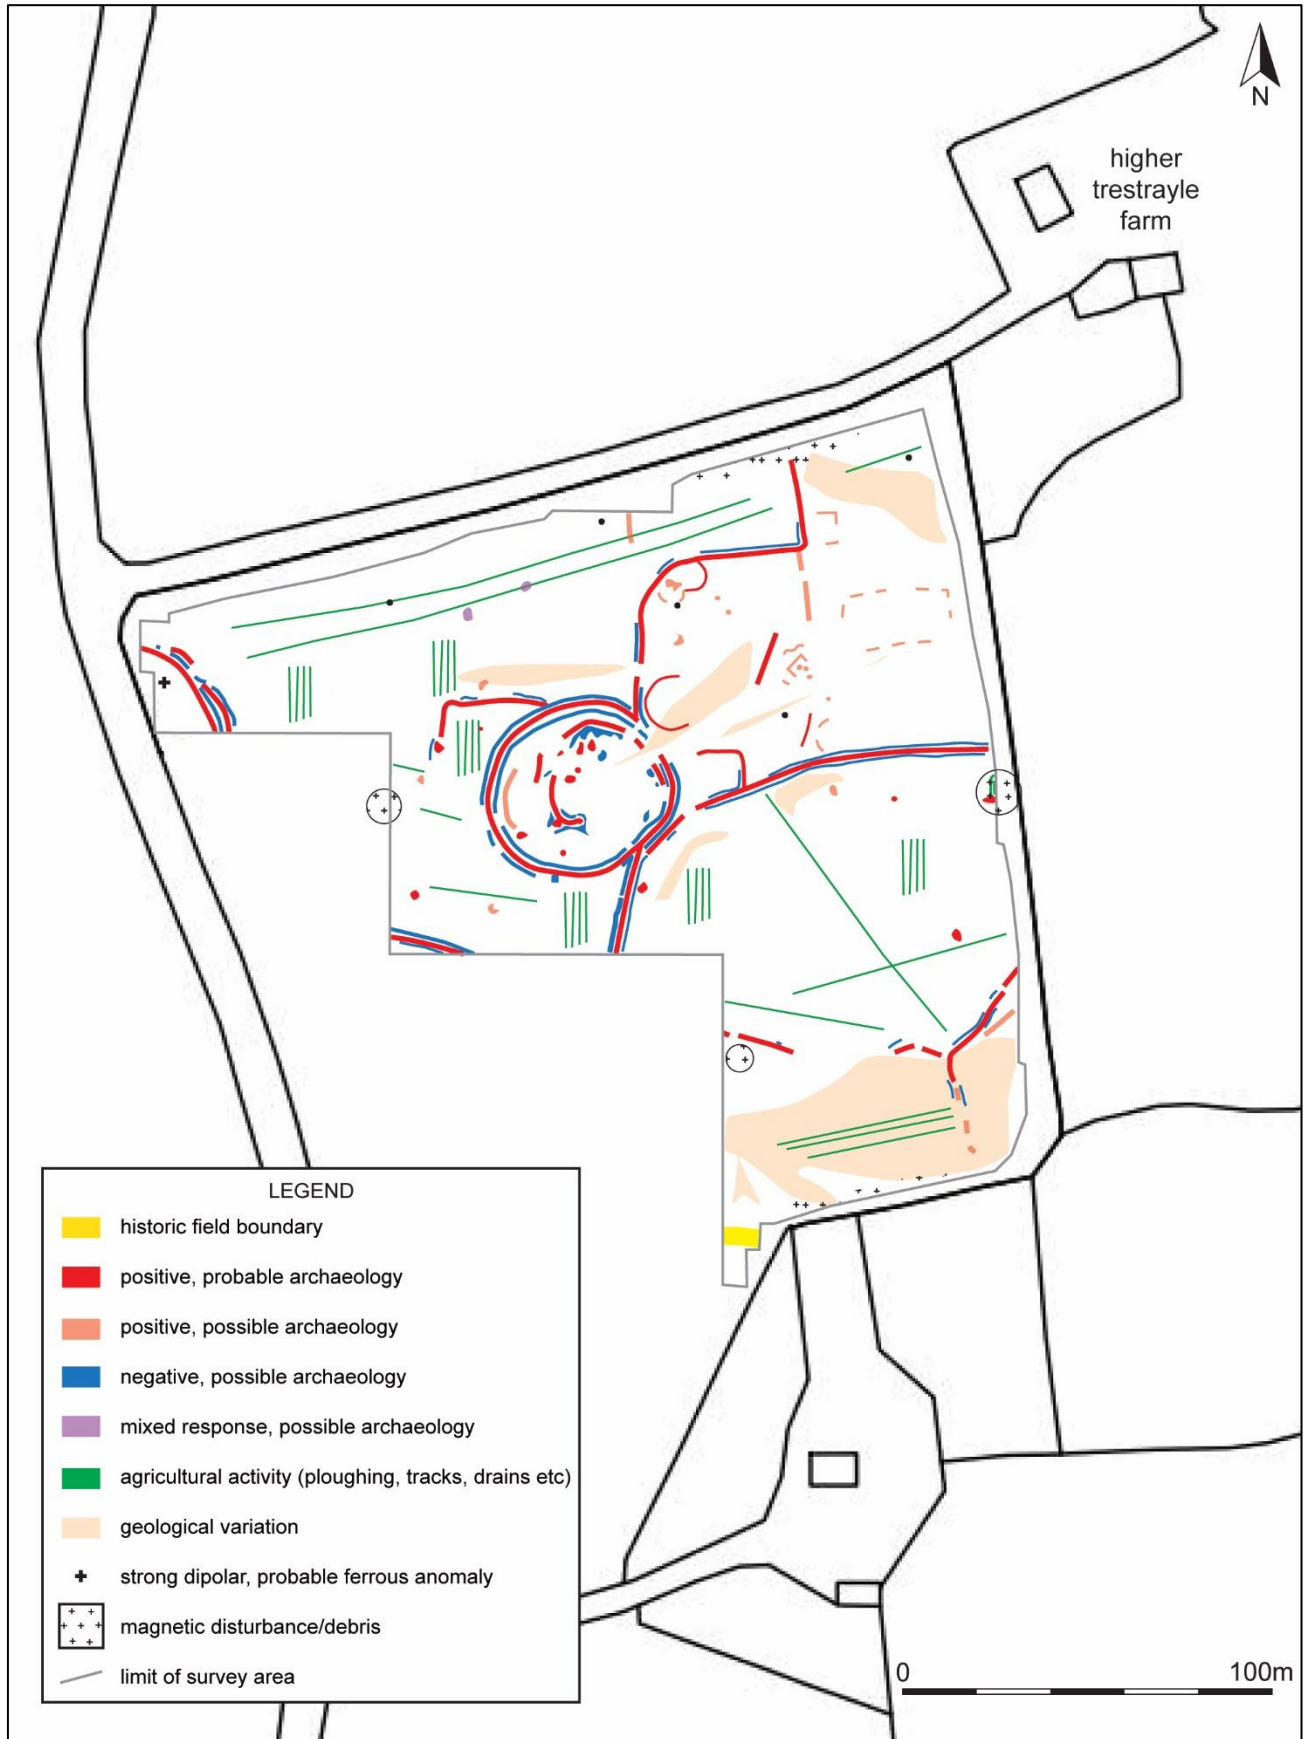 N
higher
trestrayle
farm
LEGEND
historic field boundary
positive, probable archaeology
positive, possible archaeology
negative, possible archaeology
mixed response, possible archaeology
agricultural activity (ploughing, tracks, drains etc)
geological variation
strong dipolar, probable ferrous anomaly
magnetic disturbance/debris
limit of survey area
0 100m